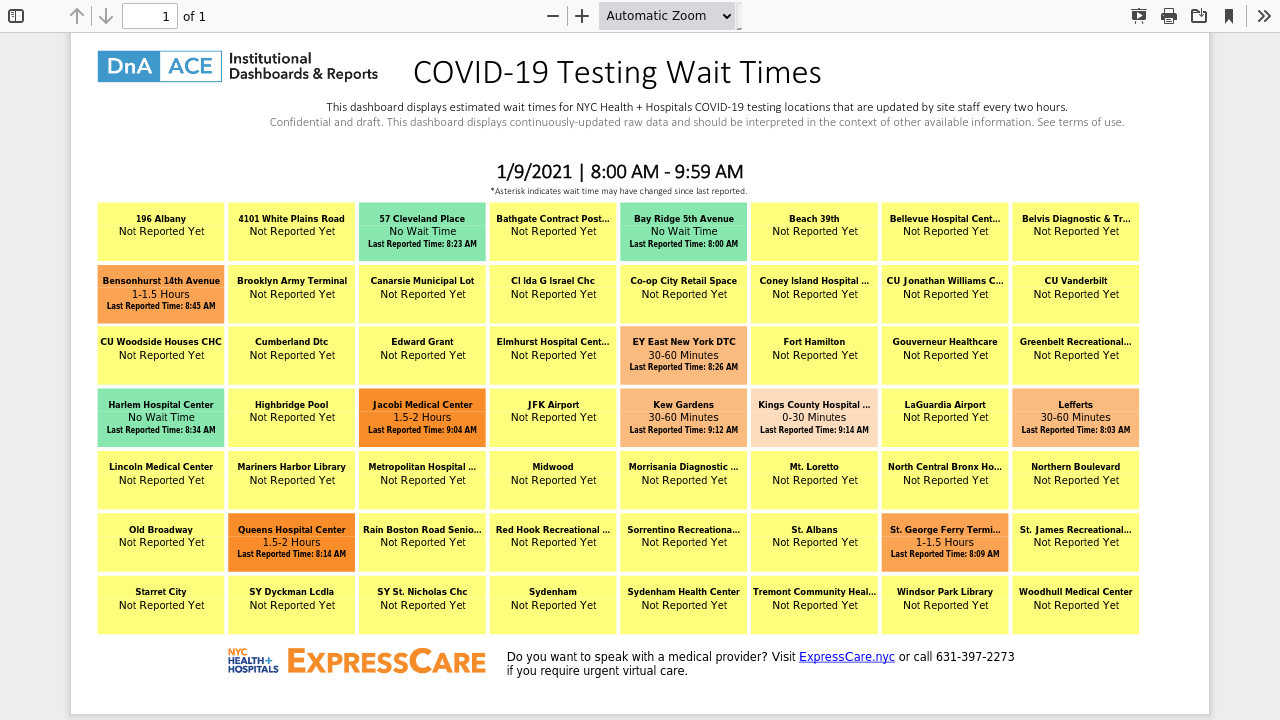 1 of 1 Automatic Zoom
DnA ACE Institutional Dashboards & Reports
COVID-19 Testing Wait Times
This dashboard displays estimated wait times for NYC Health + Hospitals COVID-19 testing locations that are updated by site staff every two hours.
Confidential and draft. This dashboard displays continuously-updated raw data and should be interpreted in the context of other available information. See terms of use.
1/9/2021 | 8:00 AM - 9:59 AM
*Asterisk indicates wait time may have changed since last reported.
196 Albany
Not Reported Yet
4101 White Plains Road
Not Reported Yet
57 Cleveland Place
No Wait Time
Last Reported Time: 8:23 AM
Bathgate Contract Post...
Not Reported Yet
Bay Ridge 5th Avenue
No Wait Time
Last Reported Time: 8:00 AM
Beach 39th
Not Reported Yet
Bellevue Hospital Cent...
Not Reported Yet
Belvis Diagnostic & Tr...
Not Reported Yet
Bensonhurst 14th Avenue
1-1.5 Hours
Last Reported Time: 8:45 AM
Brooklyn Army Terminal
Not Reported Yet
Canarsie Municipal Lot
Not Reported Yet
CI Ida G Israel Chc
Not Reported Yet
Co-op City Retail Space
Not Reported Yet
Coney Island Hospital ...
Not Reported Yet
CU Jonathan Williams C...
Not Reported Yet
CU Vanderbilt
Not Reported Yet
CU Woodside Houses CHC
Not Reported Yet
Cumberland Dtc
Not Reported Yet
Edward Grant
Not Reported Yet
Elmhurst Hospital Cent...
Not Reported Yet
EY East New York DTC
30-60 Minutes
Last Reported Time: 8:26 AM
Fort Hamilton
Not Reported Yet
Gouverneur Healthcare
Not Reported Yet
Greenbelt Recreational...
Not Reported Yet
Harlem Hospital Center
No Wait Time
Last Reported Time: 8:34 AM
Highbridge Pool
Not Reported Yet
Jacobi Medical Center
1.5-2 Hours
Last Reported Time: 9:04 AM
JFK Airport
Not Reported Yet
Kew Gardens
30-60 Minutes
Last Reported Time: 9:12 AM
Kings County Hospital ...
0-30 Minutes
Last Reported Time: 9:14 AM
LaGuardia Airport
Not Reported Yet
Lefferts
30-60 Minutes
Last Reported Time: 8:03 AM
Lincoln Medical Center
Not Reported Yet
Mariners Harbor Library
Not Reported Yet
Metropolitan Hospital ...
Not Reported Yet
Midwood
Not Reported Yet
Morrisania Diagnostic ...
Not Reported Yet
Mt. Loretto
Not Reported Yet
North Central Bronx Ho...
Not Reported Yet
Northern Boulevard
Not Reported Yet
Old Broadway
Not Reported Yet
Queens Hospital Center
1.5-2 Hours
Last Reported Time: 8:14 AM
Rain Boston Road Senio...
Not Reported Yet
Red Hook Recreational ...
Not Reported Yet
Sorrentino Recreationa...
Not Reported Yet
St. Albans
Not Reported Yet
St. George Ferry Termi...
1-1.5 Hours
Last Reported Time: 8:09 AM
St. James Recreational...
Not Reported Yet
Starret City
Not Reported Yet
SY Dyckman Lcdla
Not Reported Yet
SY St. Nicholas Chc
Not Reported Yet
Sydenham
Not Reported Yet
Sydenham Health Center
Not Reported Yet
Tremont Community Heal...
Not Reported Yet
Windsor Park Library
Not Reported Yet
Woodhull Medical Center
Not Reported Yet
NYC HEALTH+ HOSPITALS EXPRESSCARE
Do you want to speak with a medical provider? Visit ExpressCare.nyc or call 631-397-2273
if you require urgent virtual care.